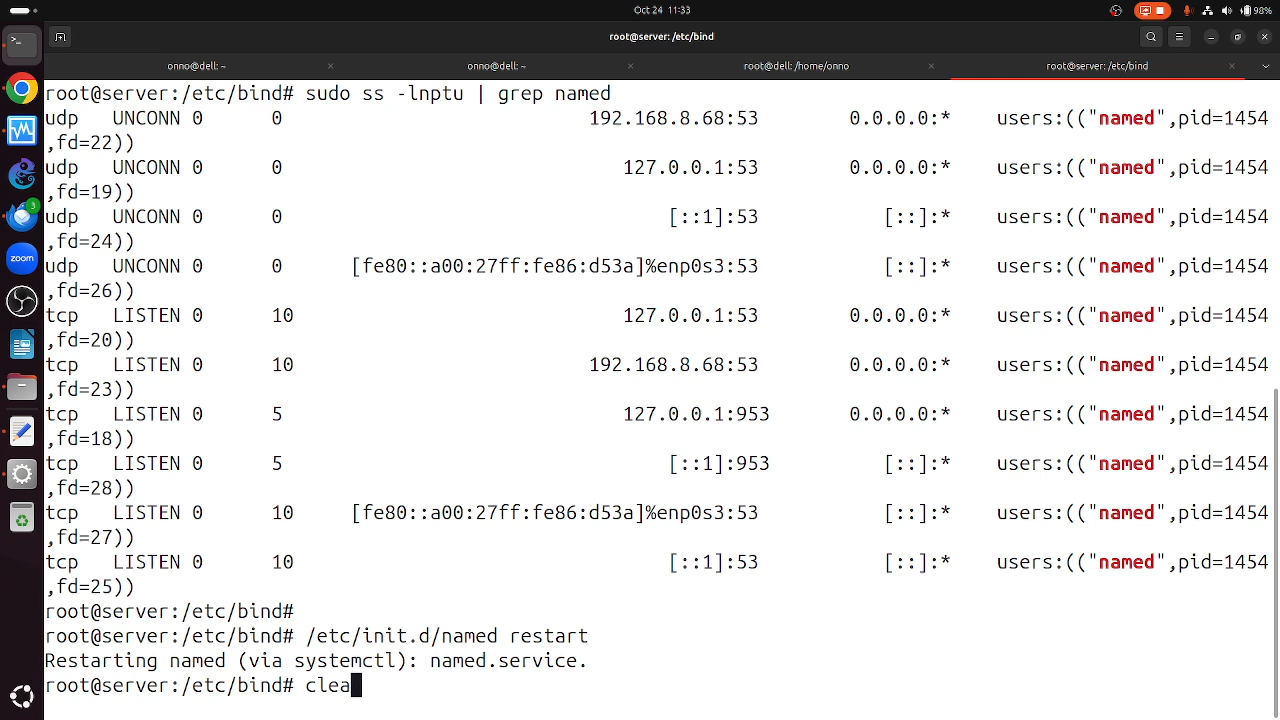 Oct 24 11:33
98%
root@server: /etc/bind
onno@dell: ~
onno@dell: ~
root@dell: /home/onno
root@server: /etc/bind
root@server:/etc/bind# sudo ss -lnptu | grep named
udp UNCONN 0 0 192.168.8.68:53 0.0.0.0:* users:(("named",pid=1454
,fd=22))
udp UNCONN 0 0 127.0.0.1:53 0.0.0.0:* users:(("named",pid=1454
,fd=19))
udp UNCONN 0 0 [::1]:53 [::]:* users:(("named",pid=1454
,fd=24))
udp UNCONN 0 0 [fe80::a00:27ff:fe86:d53a]%enp0s3:53 [::]:* users:(("named",pid=1454
,fd=26))
tcp LISTEN 0 10 127.0.0.1:53 0.0.0.0:* users:(("named",pid=1454
,fd=20))
tcp LISTEN 0 10 192.168.8.68:53 0.0.0.0:* users:(("named",pid=1454
,fd=23))
tcp LISTEN 0 5 127.0.0.1:953 0.0.0.0:* users:(("named",pid=1454
,fd=18))
tcp LISTEN 0 5 [::1]:953 [::]:* users:(("named",pid=1454
,fd=28))
tcp LISTEN 0 10 [fe80::a00:27ff:fe86:d53a]%enp0s3:53 [::]:* users:(("named",pid=1454
,fd=27))
tcp LISTEN 0 10 [::1]:53 [::]:* users:(("named",pid=1454
,fd=25))
root@server:/etc/bind#
root@server:/etc/bind# /etc/init.d/named restart
Restarting named (via systemctl): named.service.
root@server:/etc/bind# clea
3
zoom